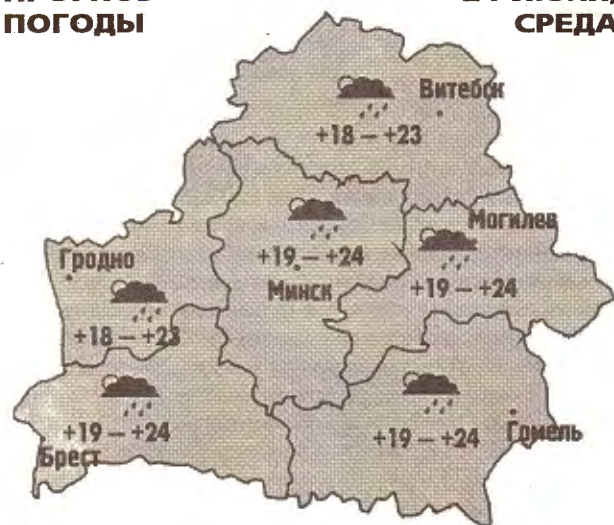 ПОГОДЫ
СРЕДА
Витебск
+18 – +23
Могилев
+19 – +24
Гродно
+19 – +24
Минск
+18 – +23
+19 – +24
Брест
+19 – +24
Гомель